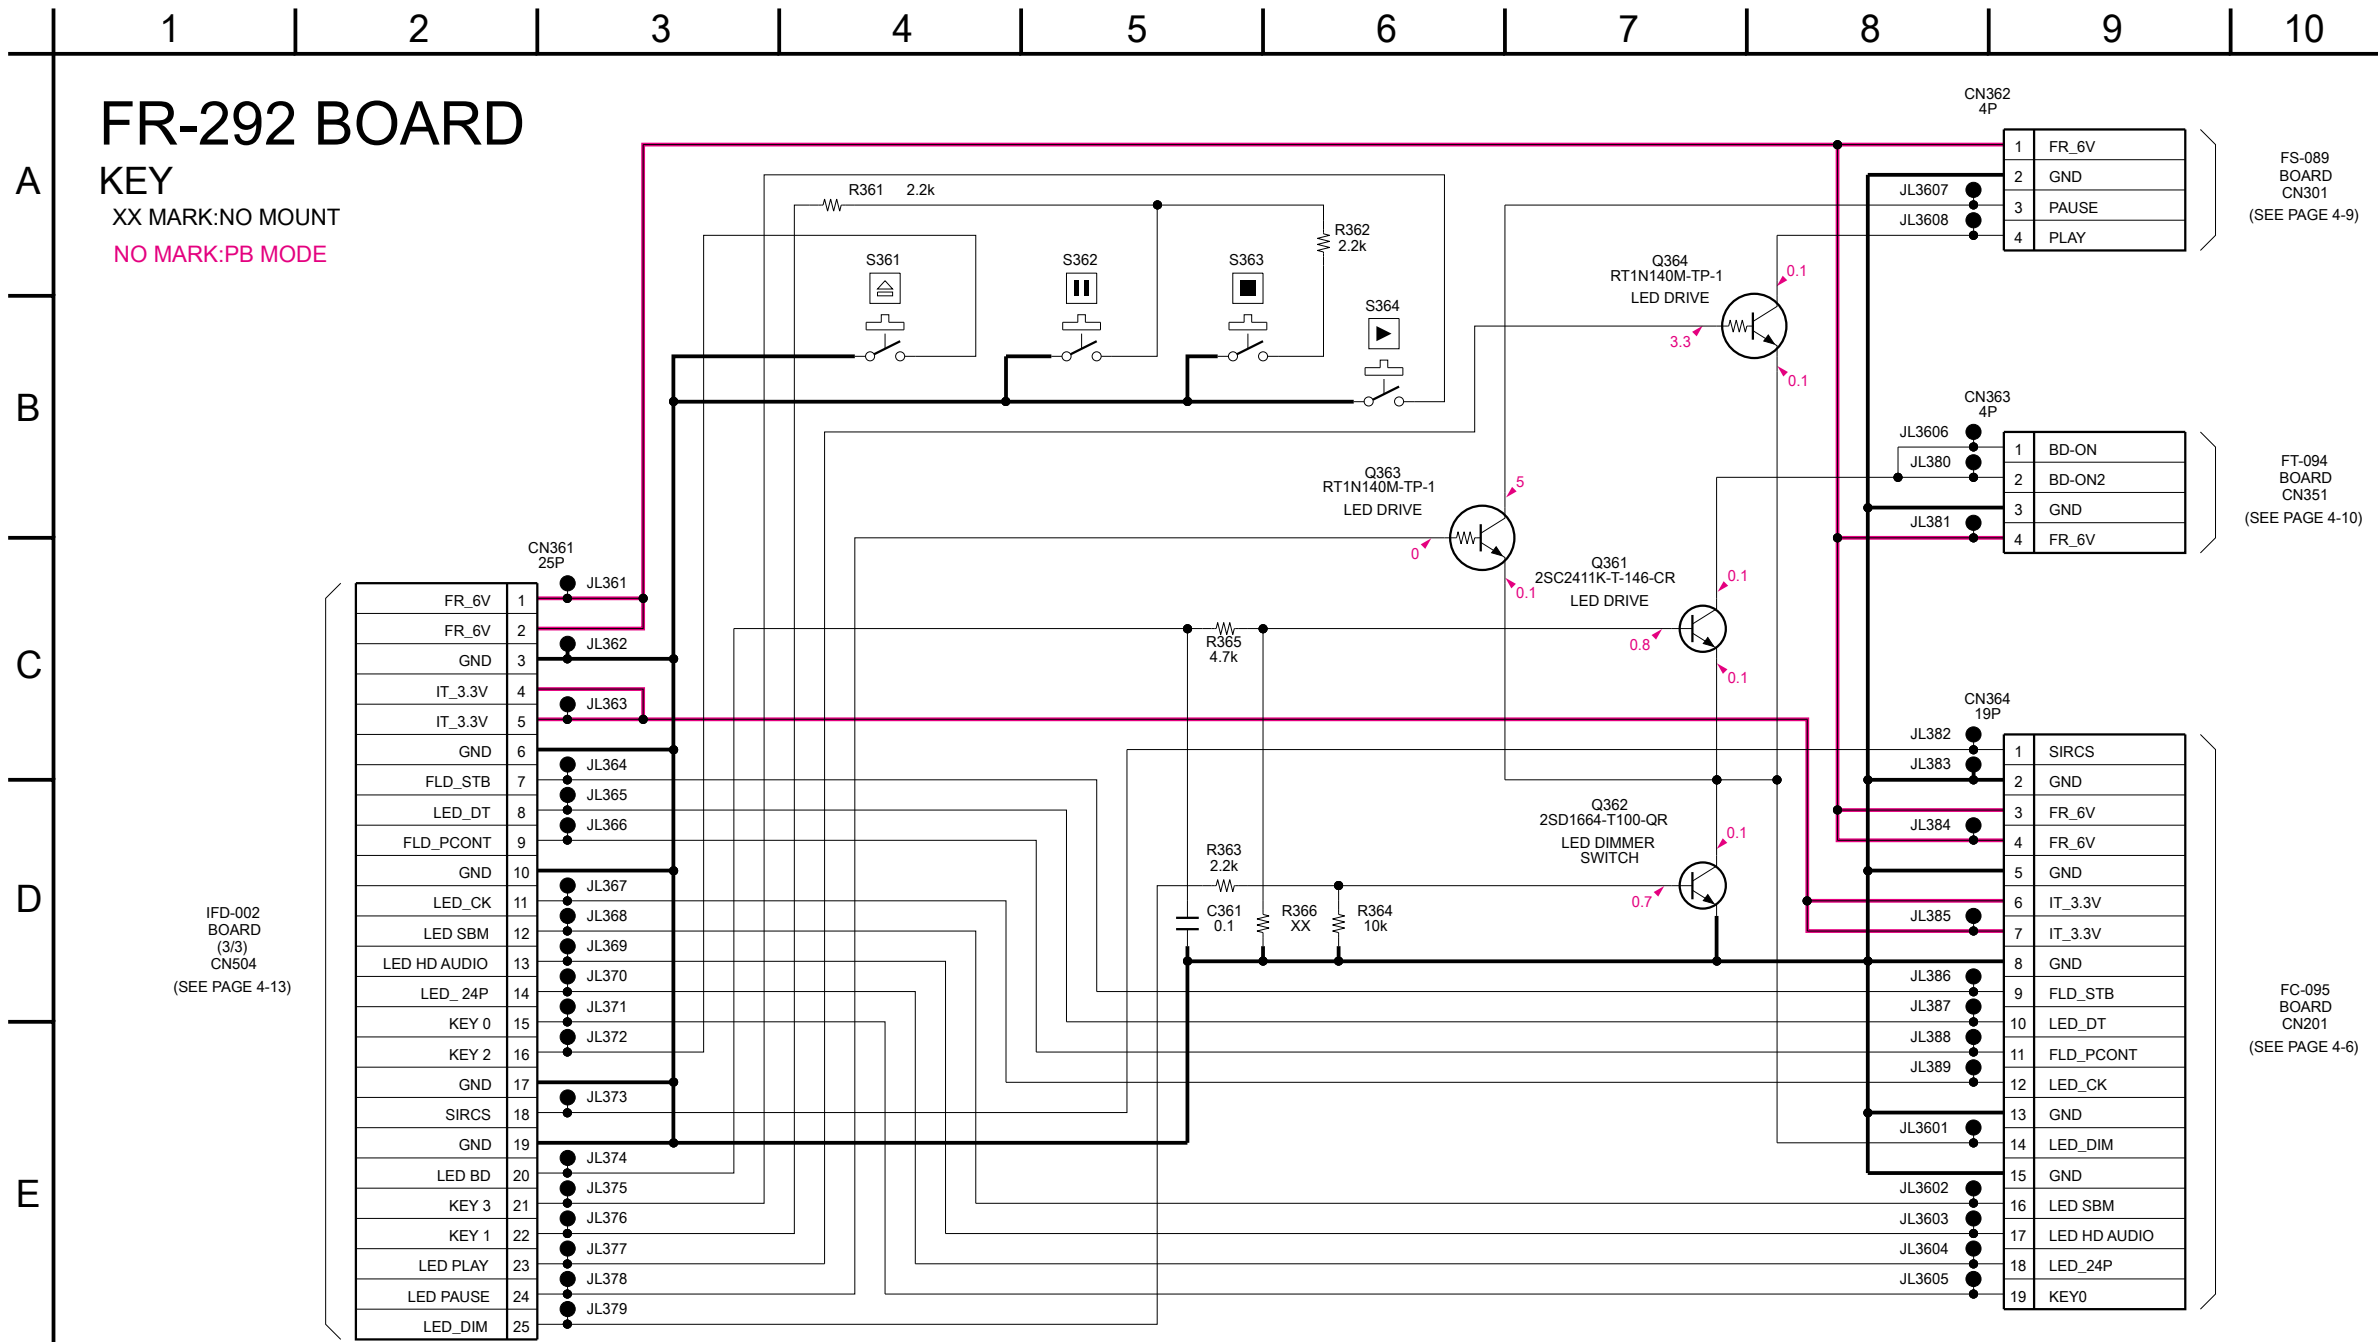 1 2 3 4 5 6 7 8 9 10
A
B
C
D
E
FR-292 BOARD
KEY
XX MARK:NO MOUNT
NO MARK:PB MODE
R361 2.2k
R362
2.2k
S361
S362
S363
S364
Q364
RT1N140M-TP-1
LED DRIVE
0.1
3.3
0.1
Q363
RT1N140M-TP-1
LED DRIVE
5
0
0.1
Q361
2SC2411K-T-146-CR
LED DRIVE
0.1
0.8
0.1
R365
4.7k
Q362
2SD1664-T100-QR
LED DIMMER
SWITCH
0.1
0.7
R363
2.2k
C361
0.1
R366
XX
R364
10k
IFD-002
BOARD
(3/3)
CN504
(SEE PAGE 4-13)
CN361
25P
FR_6V 1
FR_6V 2
GND 3
IT_3.3V 4
IT_3.3V 5
GND 6
FLD_STB 7
LED_DT 8
FLD_PCONT 9
GND 10
LED_CK 11
LED SBM 12
LED HD AUDIO 13
LED_ 24P 14
KEY 0 15
KEY 2 16
GND 17
SIRCS 18
GND 19
LED BD 20
KEY 3 21
KEY 1 22
LED PLAY 23
LED PAUSE 24
LED_DIM 25
JL361
JL362
JL363
JL364
JL365
JL366
JL367
JL368
JL369
JL370
JL371
JL372
JL373
JL374
JL375
JL376
JL377
JL378
JL379
CN362
4P
JL3607
JL3608
1 FR_6V
2 GND
3 PAUSE
4 PLAY
FS-089
BOARD
CN301
(SEE PAGE 4-9)
CN363
4P
JL3606
JL380
JL381
1 BD-ON
2 BD-ON2
3 GND
4 FR_6V
FT-094
BOARD
CN351
(SEE PAGE 4-10)
CN364
19P
JL382
JL383
JL384
JL385
JL386
JL387
JL388
JL389
JL3601
JL3602
JL3603
JL3604
JL3605
1 SIRCS
2 GND
3 FR_6V
4 FR_6V
5 GND
6 IT_3.3V
7 IT_3.3V
8 GND
9 FLD_STB
10 LED_DT
11 FLD_PCONT
12 LED_CK
13 GND
14 LED_DIM
15 GND
16 LED SBM
17 LED HD AUDIO
18 LED_24P
19 KEY0
FC-095
BOARD
CN201
(SEE PAGE 4-6)